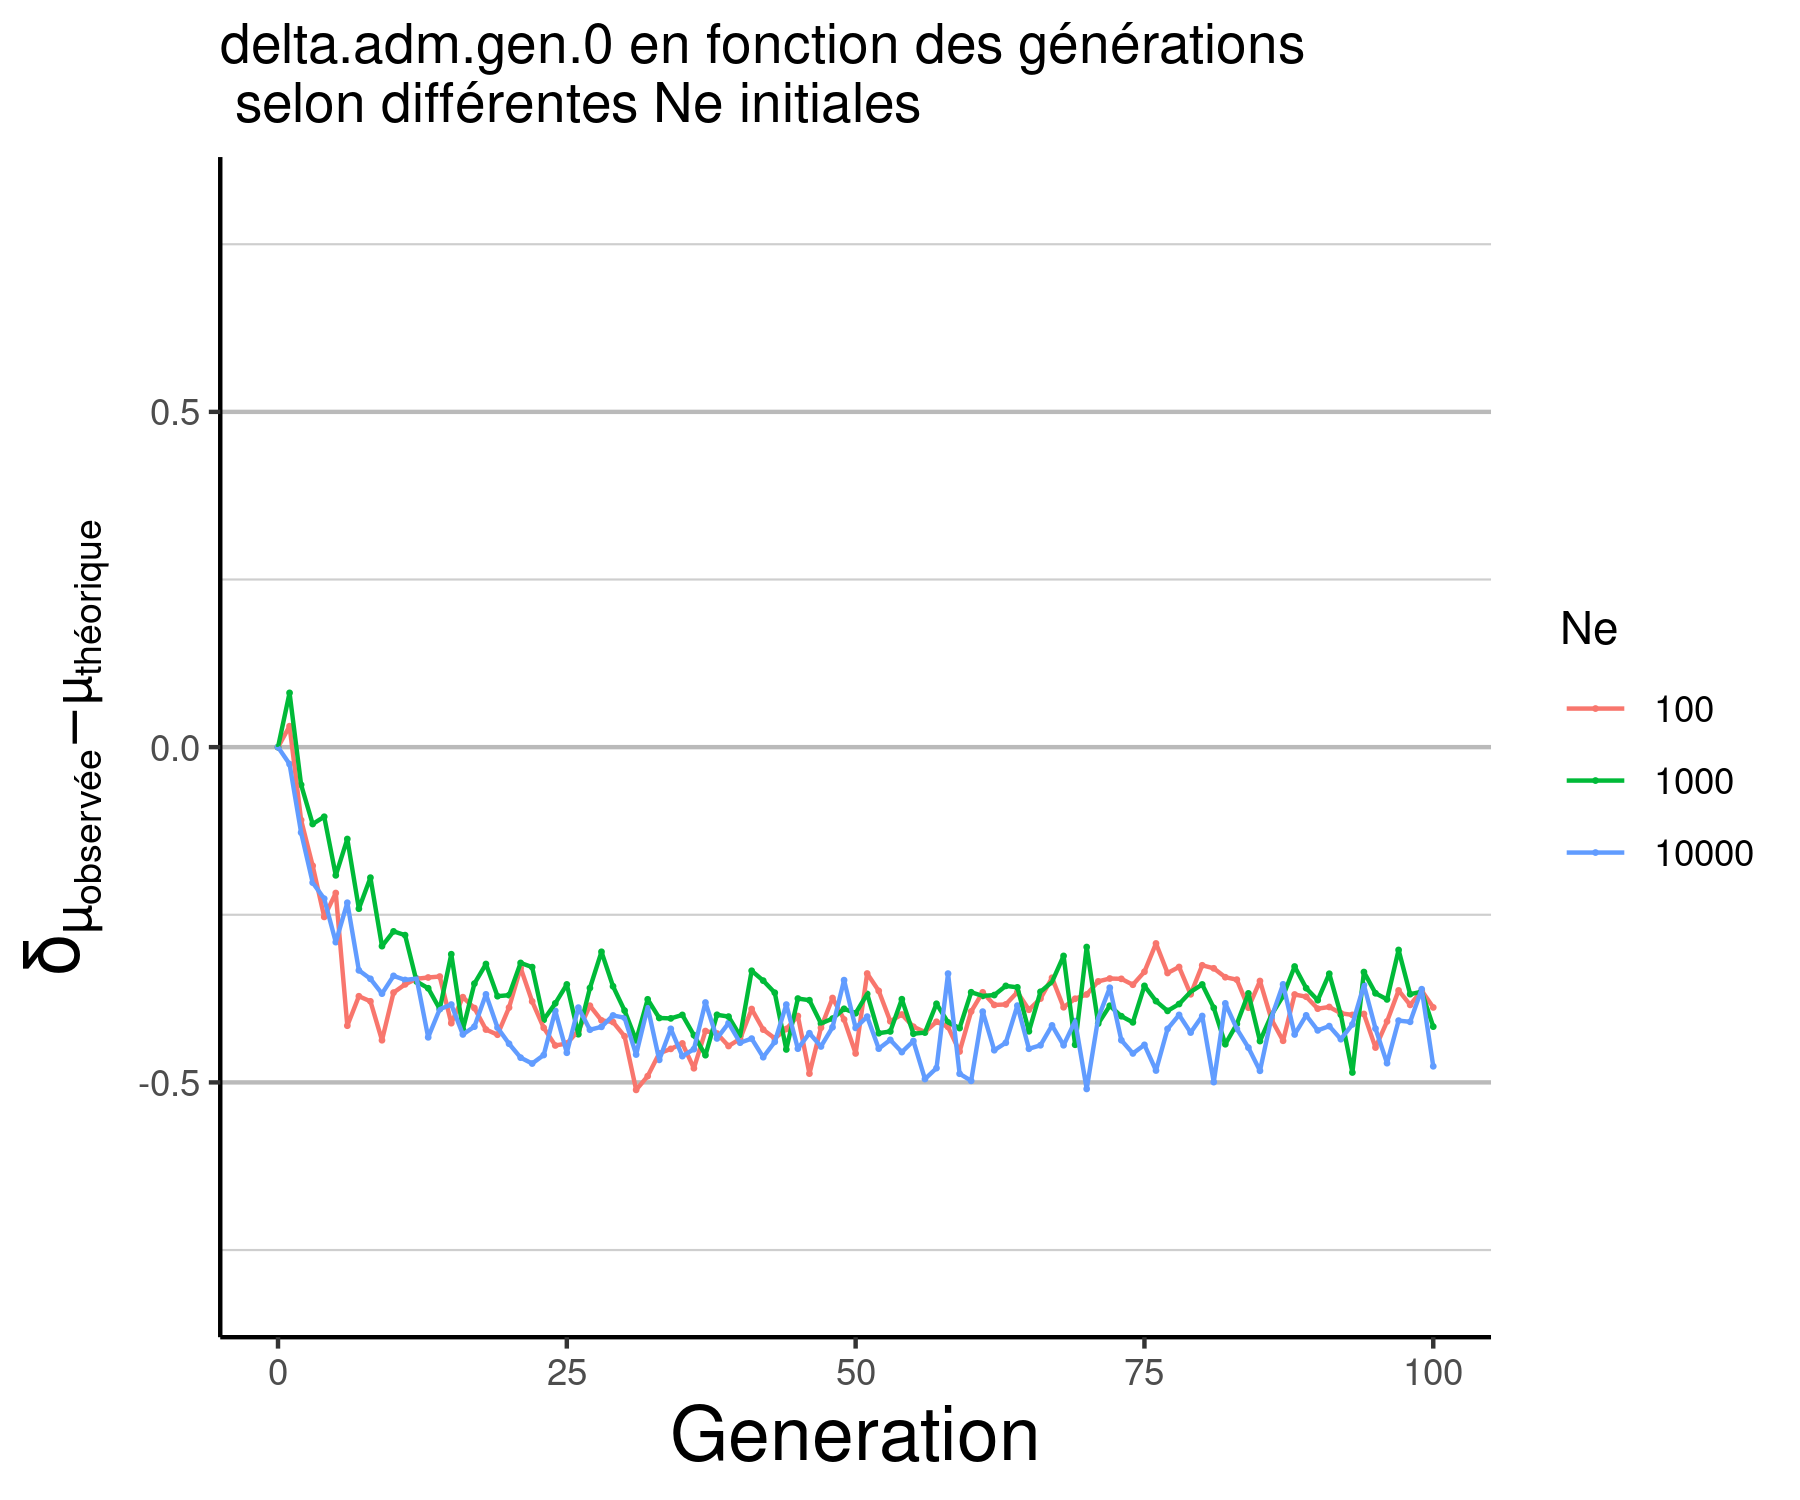 delta.adm.gen.0 en fonction des générations
selon différentes Ne initiales
δμobservée−μthéorique
0.5
0.0
-0.5
0 25 50 75 100
Generation
Ne
100
1000
10000